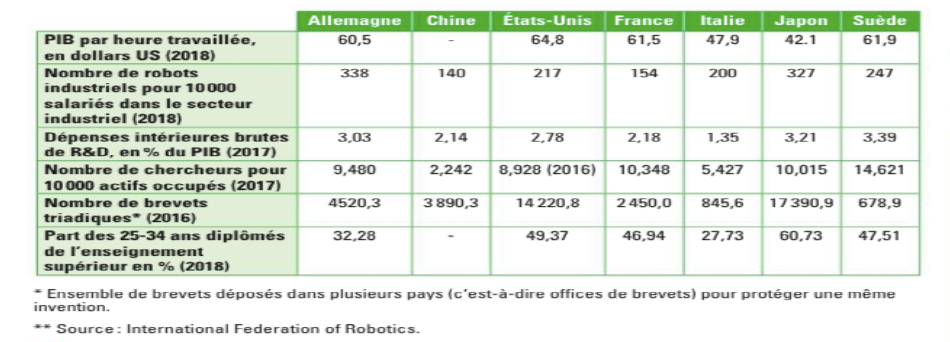 Allemagne Chine États-Unis France Italie Japon Suède
PIB par heure travaillée, 60,5 - 64,8 61,5 47,9 42.1 61,9
en dollars US (2018)
Nombre de robots 338 140 217 154 200 327 247
industriels pour 10 000
salariés dans le secteur
industriel (2018)
Dépenses intérieures brutes 3,03 2,14 2,78 2,18 1,35 3,21 3,39
de R&D, en % du PIB (2017)
Nombre de chercheurs pour 9,480 2,242 8,928 (2016) 10,348 5,427 10,015 14,621
10 000 actifs occupés (2017)
Nombre de brevets 4520,3 3 890,3 14 220,8 2 450,0 845,6 17 390,9 678,9
triadiques* (2016)
Part des 25-34 ans diplômés 32,28 - 49,37 46,94 27,73 60,73 47,51
de l'enseignement
supérieur en % (2018)
* Ensemble de brevets déposés dans plusieurs pays (c'est-à-dire offices de brevets) pour protéger une même
invention.
** Source : International Federation of Robotics.